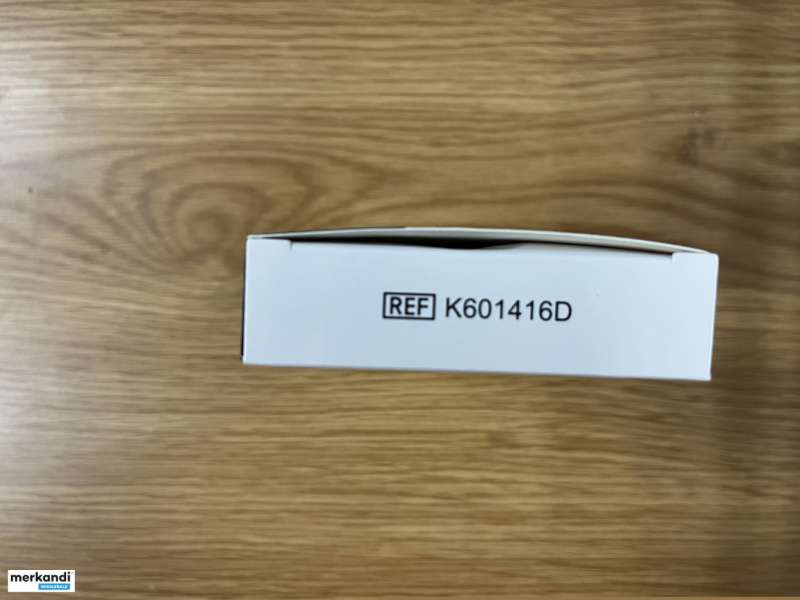 REF K601416D
merkandi
WHOLESALE